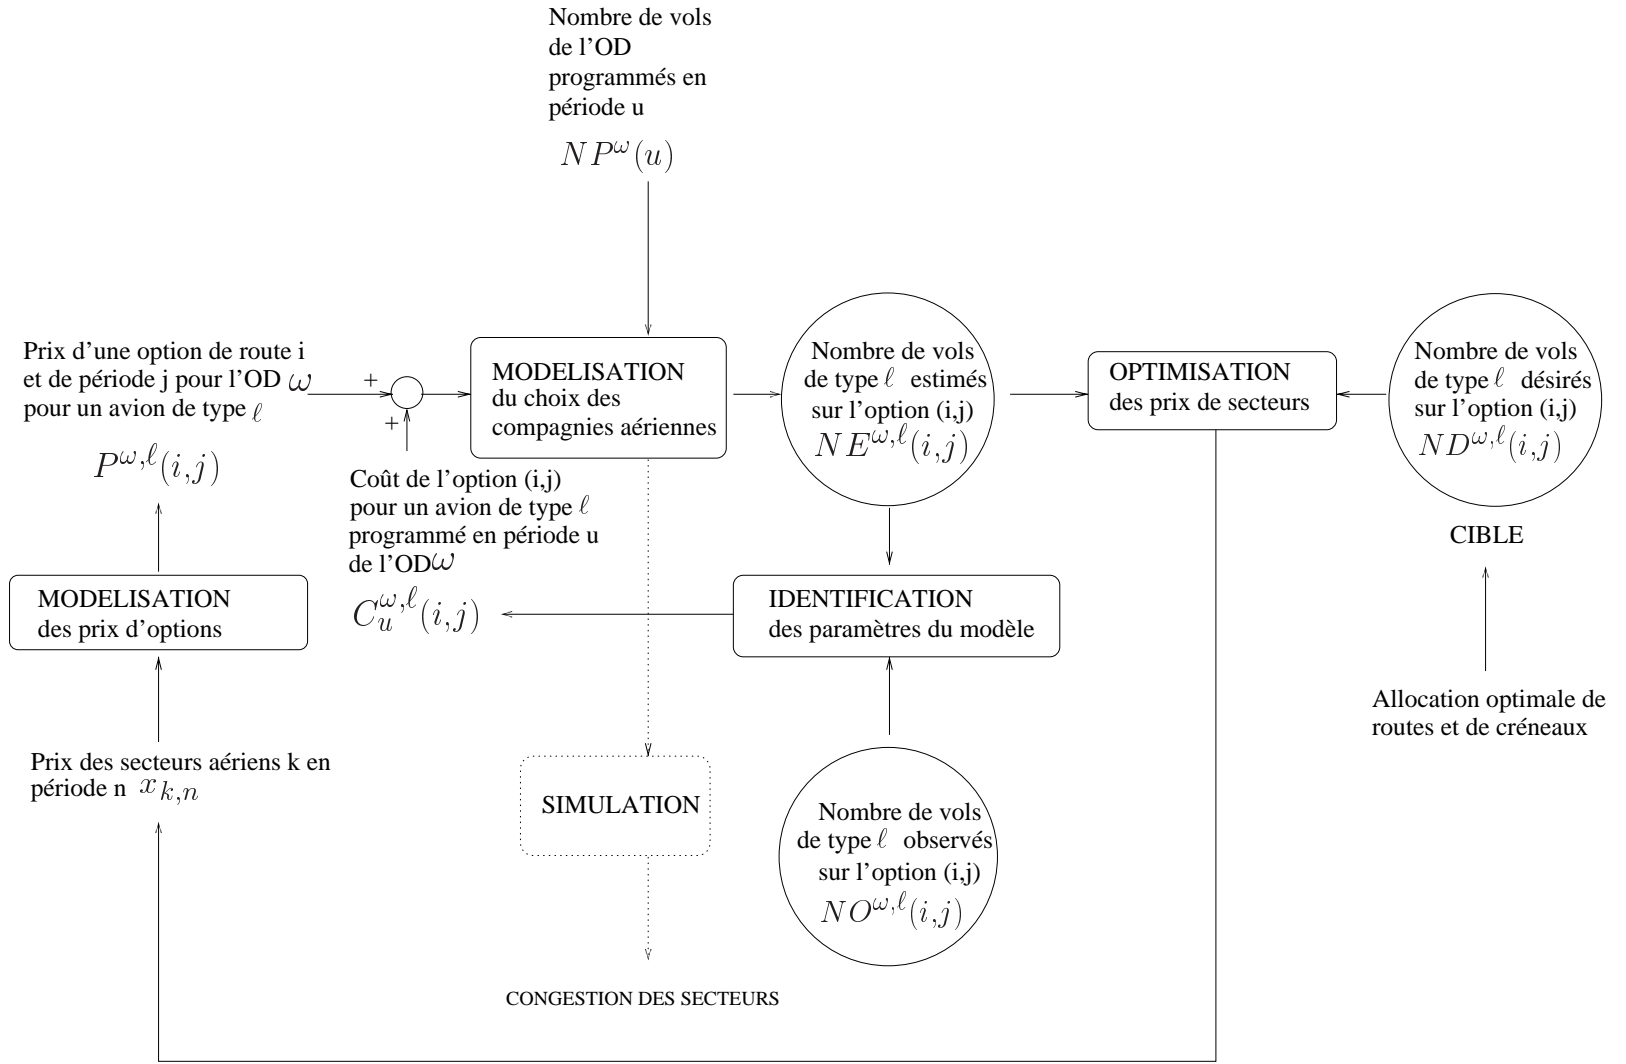 Nombre de vols
de l'OD
programmés en
période u
NP^ω(u)
Prix d'une option de route i
et de période j pour l'OD ω
pour un avion de type ℓ
P^{ω,ℓ}(i,j)
+
+
MODELISATION
du choix des
compagnies aériennes
Nombre de vols
de type ℓ estimés
sur l'option (i,j)
NE^{ω,ℓ}(i,j)
OPTIMISATION
des prix de secteurs
Nombre de vols
de type ℓ désirés
sur l'option (i,j)
ND^{ω,ℓ}(i,j)
CIBLE
Coût de l'option (i,j)
pour un avion de type ℓ
programmé en période u
de l'OD ω
C_u^{ω,ℓ}(i,j)
MODELISATION
des prix d'options
IDENTIFICATION
des paramètres du modèle
Allocation optimale de
routes et de créneaux
Prix des secteurs aériens k en
période n x_{k,n}
SIMULATION
Nombre de vols
de type ℓ observés
sur l'option (i,j)
NO^{ω,ℓ}(i,j)
CONGESTION DES SECTEURS